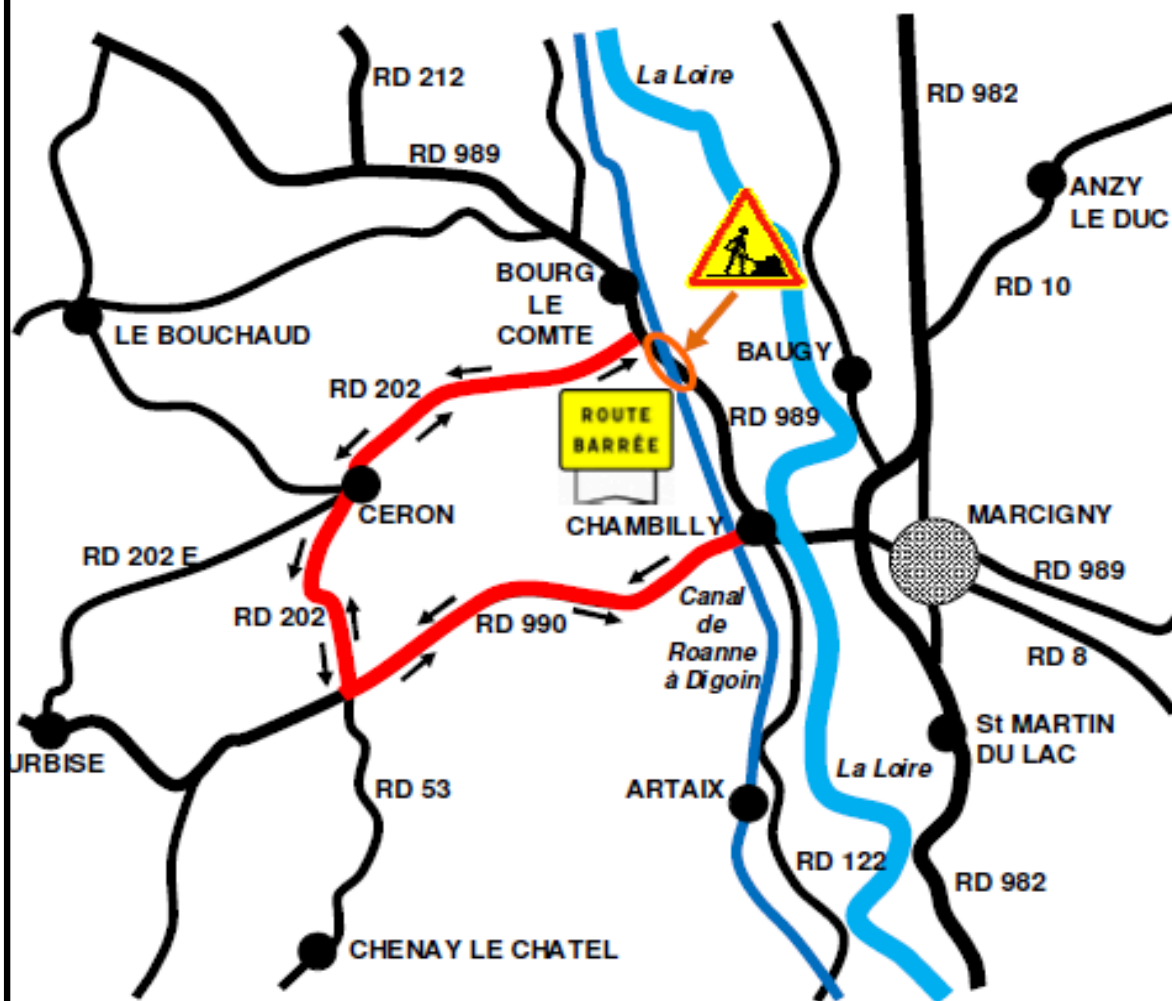 La Loire
RD 212
RD 982
RD 989
ANZY
LE DUC
BOURG
LE
COMTE
RD 10
LE BOUCHAUD
BAUGY
RD 202
ROUTE
BARRÉE
RD 989
CERON
CHAMBILLY
MARCIGNY
RD 202 E
RD 989
RD 202
RD 990
Canal
de
Roanne
à Digoin
RD 8
St MARTIN
DU LAC
URBISE
La Loire
RD 53
ARTAIX
RD 122
RD 982
CHENAY LE CHATEL